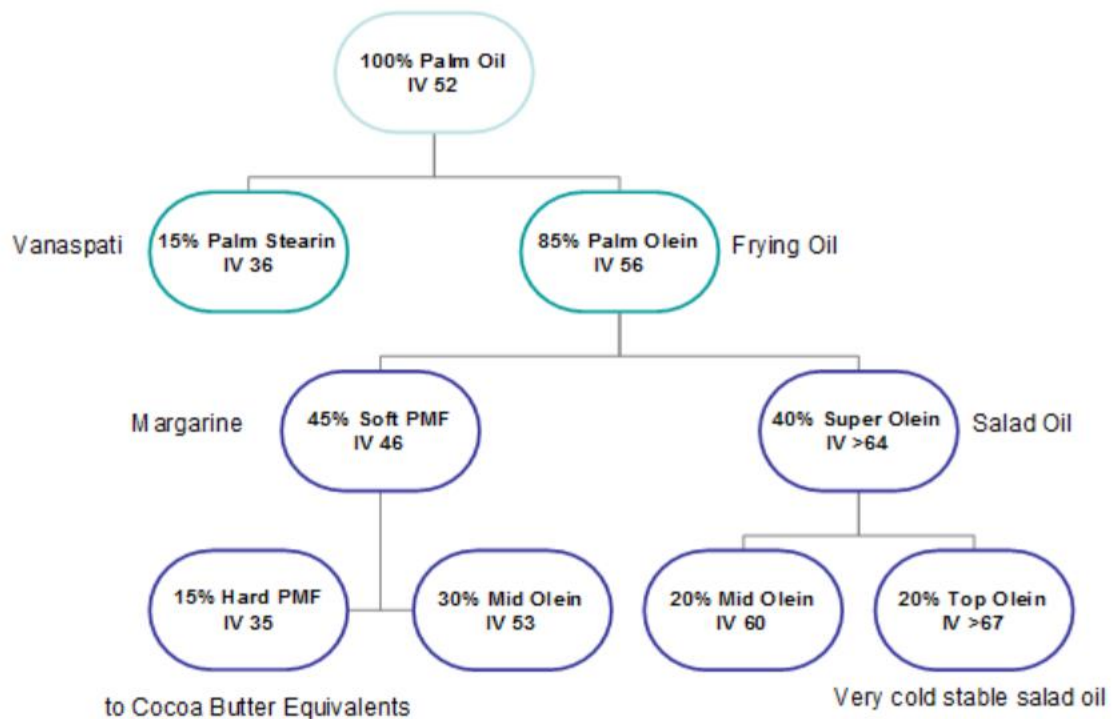 100% Palm Oil
IV 52
Vanaspati
15% Palm Stearin
IV 36
85% Palm Olein
IV 56
Frying Oil
Margarine
45% Soft PMF
IV 46
40% Super Olein
IV >64
Salad Oil
15% Hard PMF
IV 35
30% Mid Olein
IV 53
20% Mid Olein
IV 60
20% Top Olein
IV >67
to Cocoa Butter Equivalents
Very cold stable salad oil